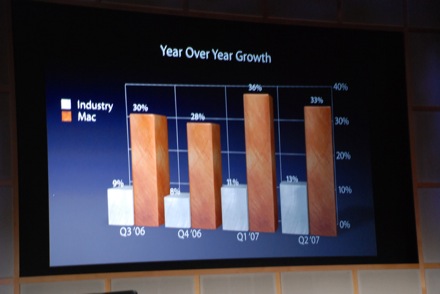 Year Over Year Growth
Industry
Mac
40%
30%
20%
10%
0%
9%
30%
8%
28%
11%
36%
13%
33%
Q3 '06
Q4 '06
Q1 '07
Q2 '07